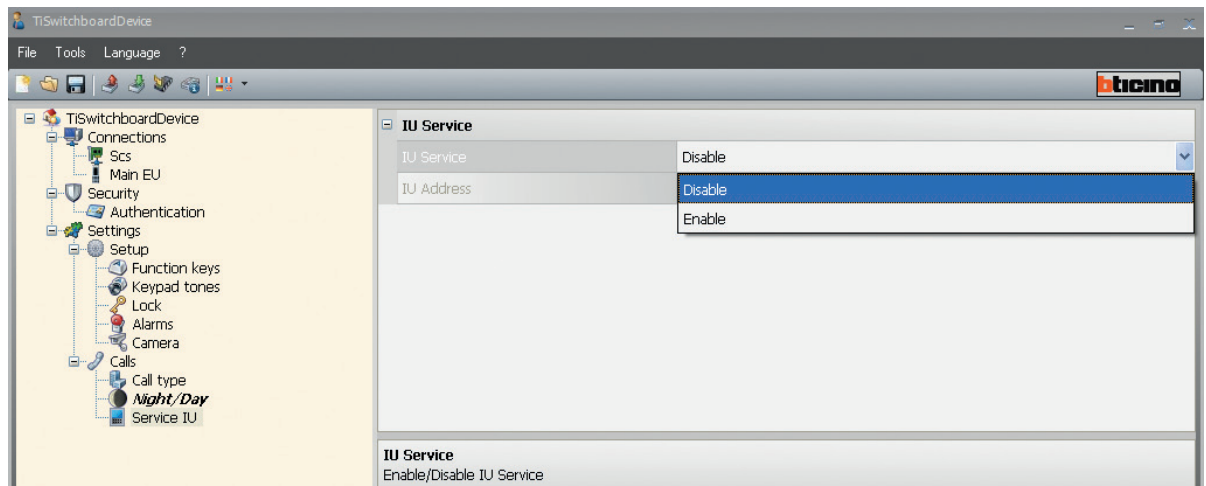 TiSwitchboardDevice
File Tools Language ?
bticino
TiSwitchboardDevice
Connections
Scs
Main EU
Security
Authentication
Settings
Setup
Function keys
Keypad tones
Lock
Alarms
Camera
Calls
Call type
Night/Day
Service IU
IU Service
IU Service Disable
IU Address Disable
Enable
IU Service
Enable/Disable IU Service